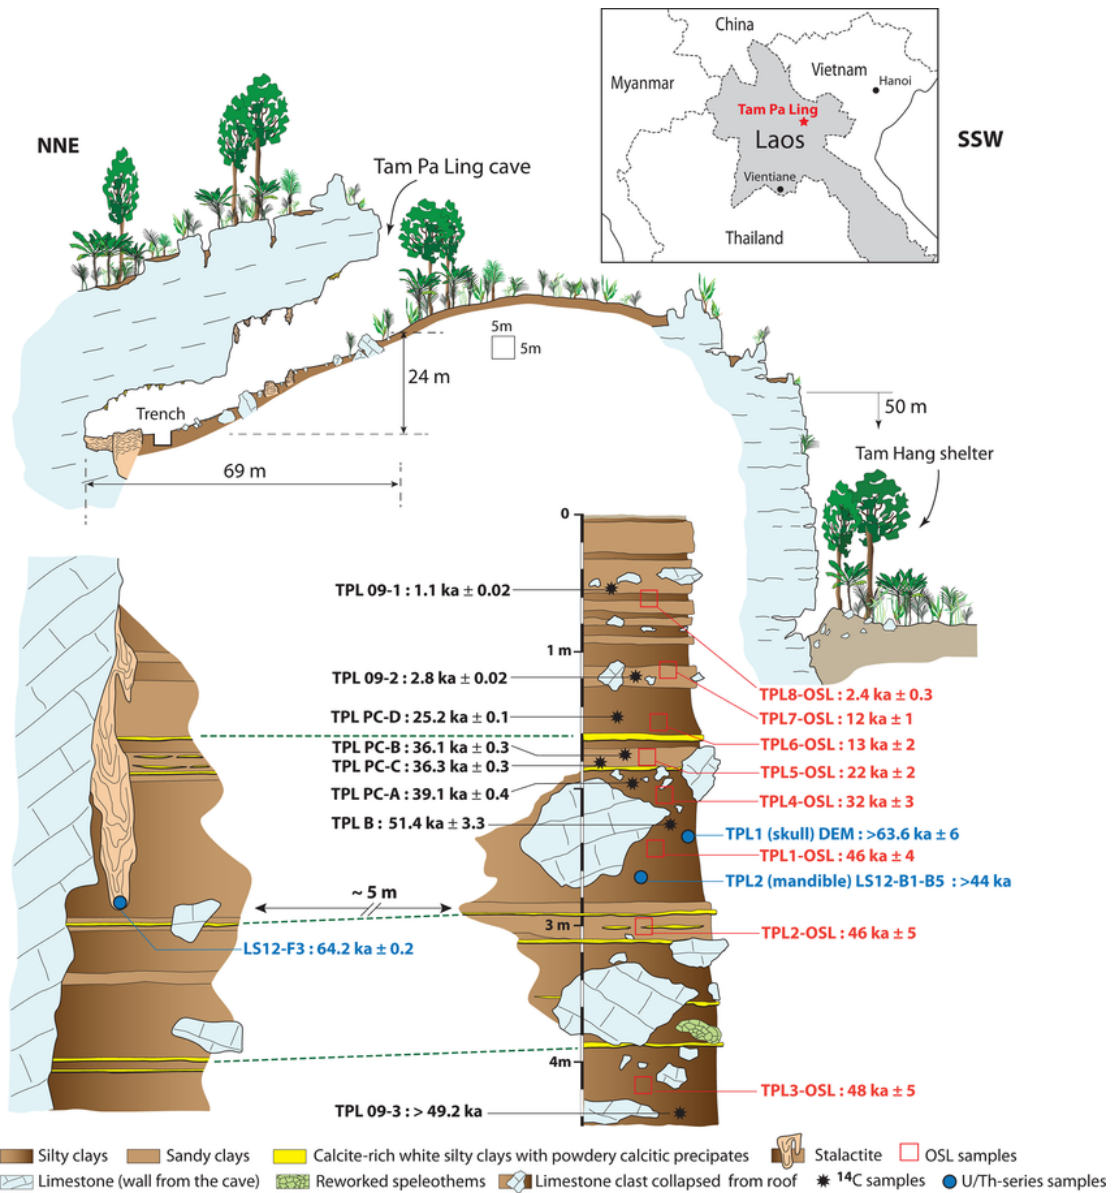 China
Myanmar
Vietnam
Hanoi
Tam Pa Ling
Laos
Vientiane
Thailand
NNE
SSW
Tam Pa Ling cave
5m
5m
24 m
Trench
69 m
50 m
Tam Hang shelter
0
1 m
3 m
4m
TPL 09-1 : 1.1 ka ± 0.02
TPL 09-2 : 2.8 ka ± 0.02
TPL PC-D : 25.2 ka ± 0.1
TPL PC-B : 36.1 ka ± 0.3
TPL PC-C : 36.3 ka ± 0.3
TPL PC-A : 39.1 ka ± 0.4
TPL B : 51.4 ka ± 3.3
TPL8-OSL : 2.4 ka ± 0.3
TPL7-OSL : 12 ka ± 1
TPL6-OSL : 13 ka ± 2
TPL5-OSL : 22 ka ± 2
TPL4-OSL : 32 ka ± 3
TPL1 (skull) DEM : >63.6 ka ± 6
TPL1-OSL : 46 ka ± 4
TPL2 (mandible) LS12-B1-B5 : >44 ka
~ 5 m
LS12-F3 : 64.2 ka ± 0.2
TPL2-OSL : 46 ka ± 5
TPL3-OSL : 48 ka ± 5
TPL 09-3 : > 49.2 ka
Silty clays
Sandy clays
Calcite-rich white silty clays with powdery calcitic precipates
Stalactite
OSL samples
Limestone (wall from the cave)
Reworked speleothems
Limestone clast collapsed from roof
¹⁴C samples
U/Th-series samples